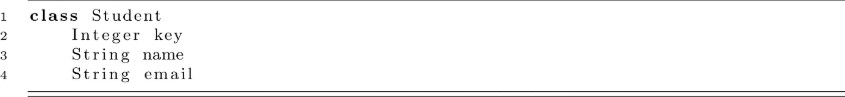 1 class Student
2 Integer key
3 String name
4 String email